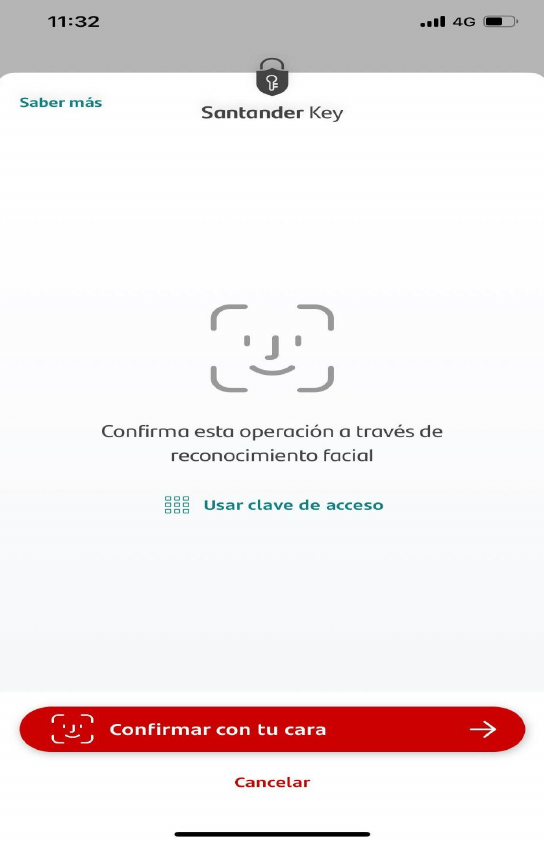 11:32
4G
Saber más
Santander Key
Confirma esta operación a través de
reconocimiento facial
Usar clave de acceso
Confirmar con tu cara
Cancelar